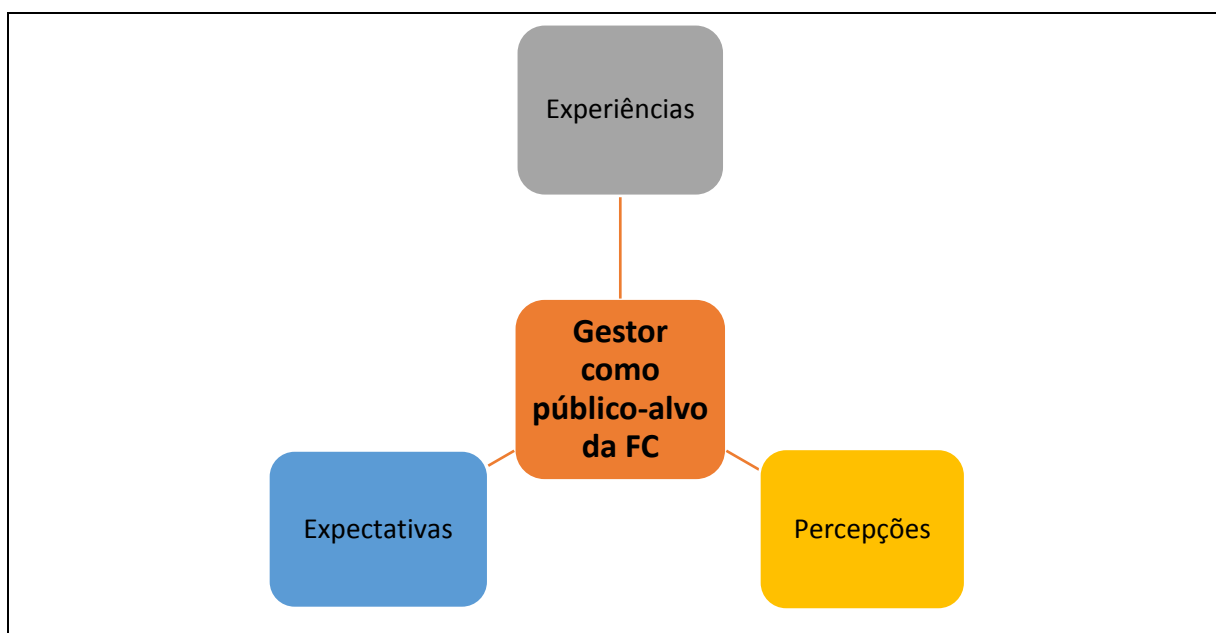 Experiências
Gestor
como
público-alvo
da FC
Expectativas
Percepções